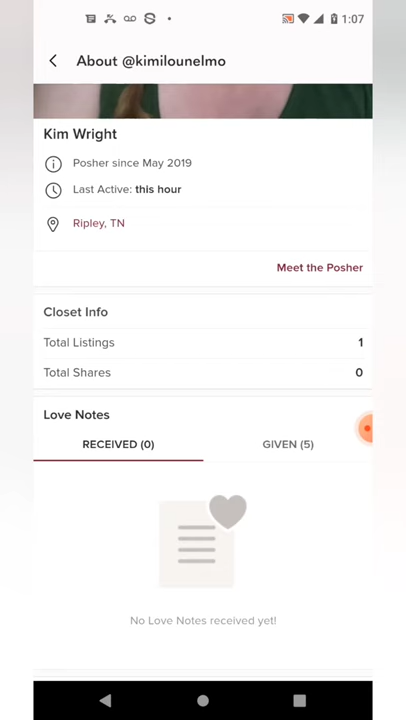 1:07
About @kimilounelmo
Kim Wright
Posher since May 2019
Last Active: this hour
Ripley, TN
Meet the Posher
Closet Info
Total Listings 1
Total Shares 0
Love Notes
RECEIVED (0) GIVEN (5)
No Love Notes received yet!